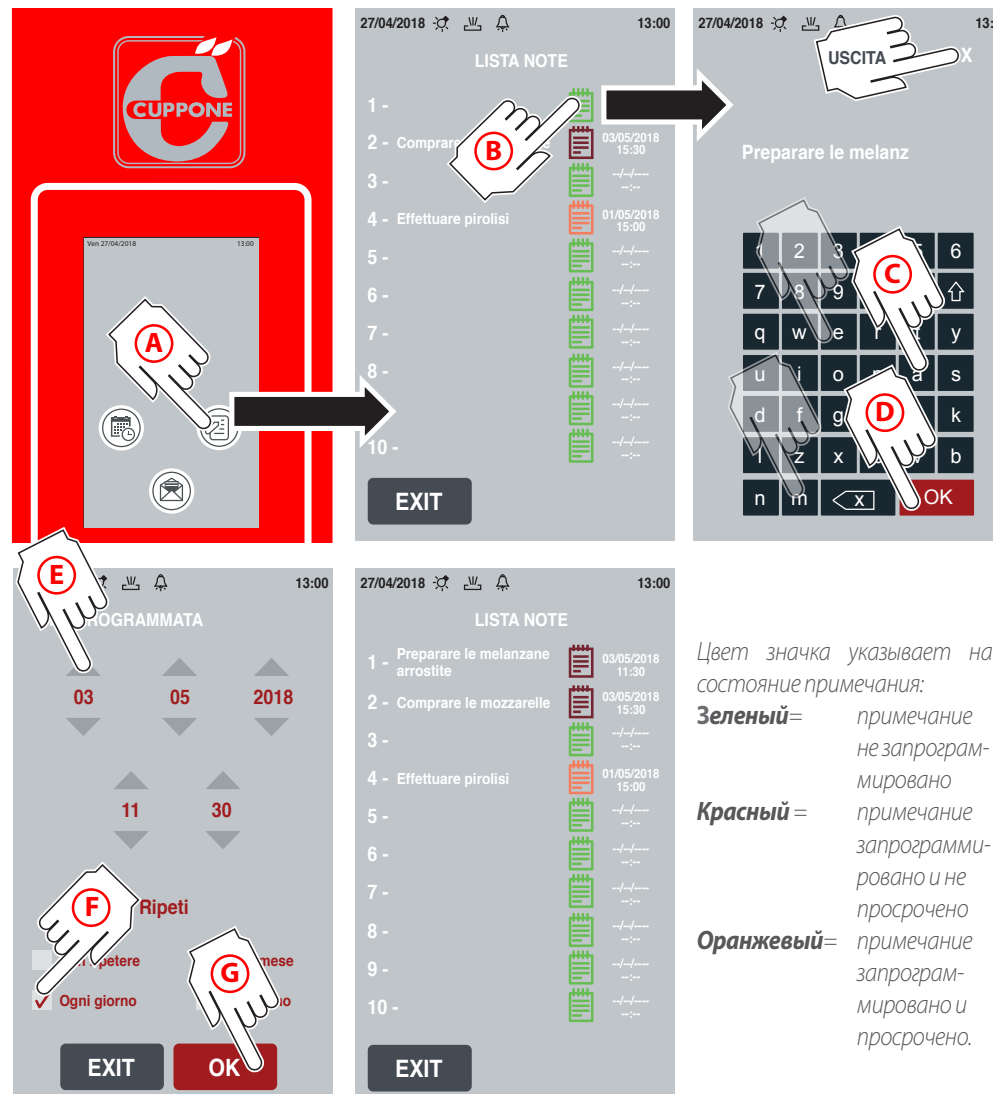 CUPPONE
Ven 27/04/2018 13:00
A
27/04/2018 13:00
LISTA NOTE
1 -
2 - Comprare
03/05/2018
15:30
3 -
--/--/----
--:--
4 - Effettuare pirolisi
01/05/2018
15:00
5 -
--/--/----
--:--
6 -
--/--/----
--:--
7 -
--/--/----
--:--
8 -
--/--/----
--:--
--/--/----
--:--
10 -
--/--/----
--:--
EXIT
B
27/04/2018
USCITA X
Preparare le melanz
2 3 6
7 8 9
q w e y
u i o a s
d f g k
z x b
n m x OK
C
D
E
13:00
03 05 2018
11 30
F
Ripeti
Ogni giorno
G
EXIT OK
27/04/2018 13:00
LISTA NOTE
1 - Preparare le melanzane
arrostite
03/05/2018
11:30
2 - Comprare le mozzarelle
03/05/2018
15:30
3 -
--/--/----
--:--
4 - Effettuare pirolisi
01/05/2018
15:00
5 -
--/--/----
--:--
6 -
--/--/----
--:--
7 -
--/--/----
--:--
8 -
--/--/----
--:--
9 -
--/--/----
--:--
10 -
--/--/----
--:--
EXIT
Цвет значка указывает на
состояние примечания:
Зеленый= примечание
не запрограм-
мировано
Красный = примечание
запрограмми-
ровано и не
просрочено
Оранжевый= примечание
запрограм-
мировано и
просрочено.